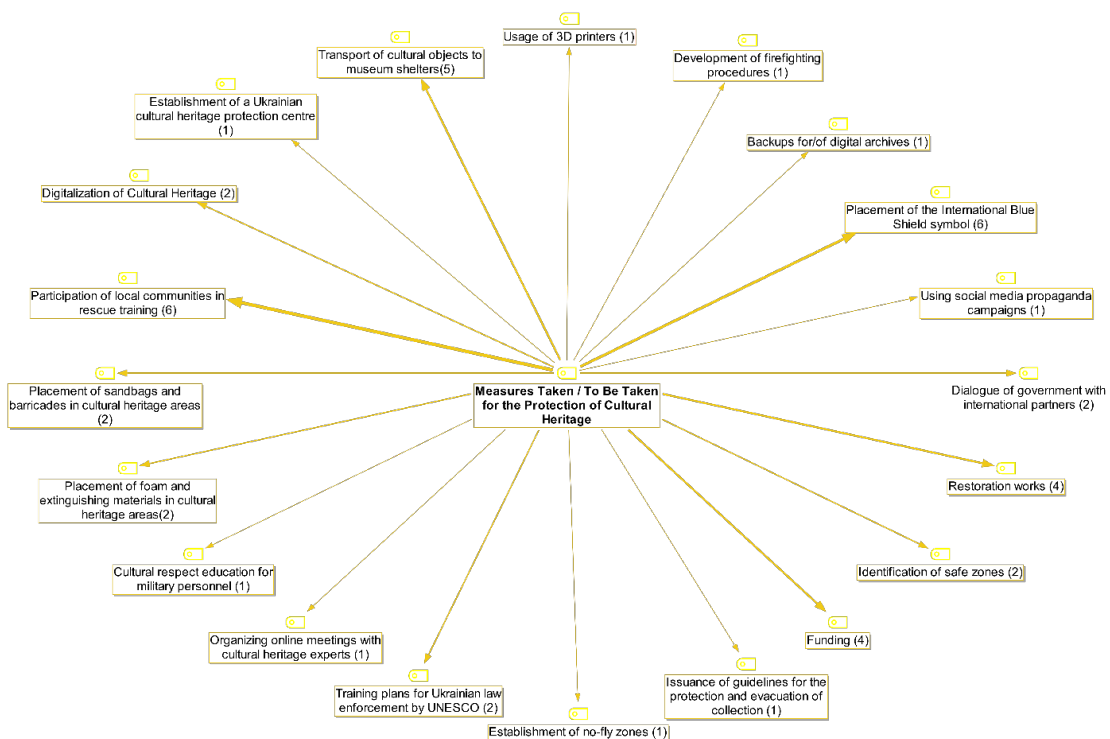 Usage of 3D printers (1)
Transport of cultural objects to
museum shelters(5)
Development of firefighting
procedures (1)
Establishment of a Ukrainian
cultural heritage protection centre
(1)
Backups for/of digital archives (1)
Digitalization of Cultural Heritage (2)
Placement of the International Blue
Shield symbol (6)
Participation of local communities in
rescue training (6)
Using social media propaganda
campaigns (1)
Placement of sandbags and
barricades in cultural heritage areas
(2)
Measures Taken / To Be Taken
for the Protection of Cultural
Heritage
Dialogue of government with
international partners (2)
Placement of foam and
extinguishing materials in cultural
heritage areas(2)
Restoration works (4)
Cultural respect education for
military personnel (1)
Identification of safe zones (2)
Organizing online meetings with
cultural heritage experts (1)
Funding (4)
Training plans for Ukrainian law
enforcement by UNESCO (2)
Issuance of guidelines for the
protection and evacuation of
collection (1)
Establishment of no-fly zones (1)